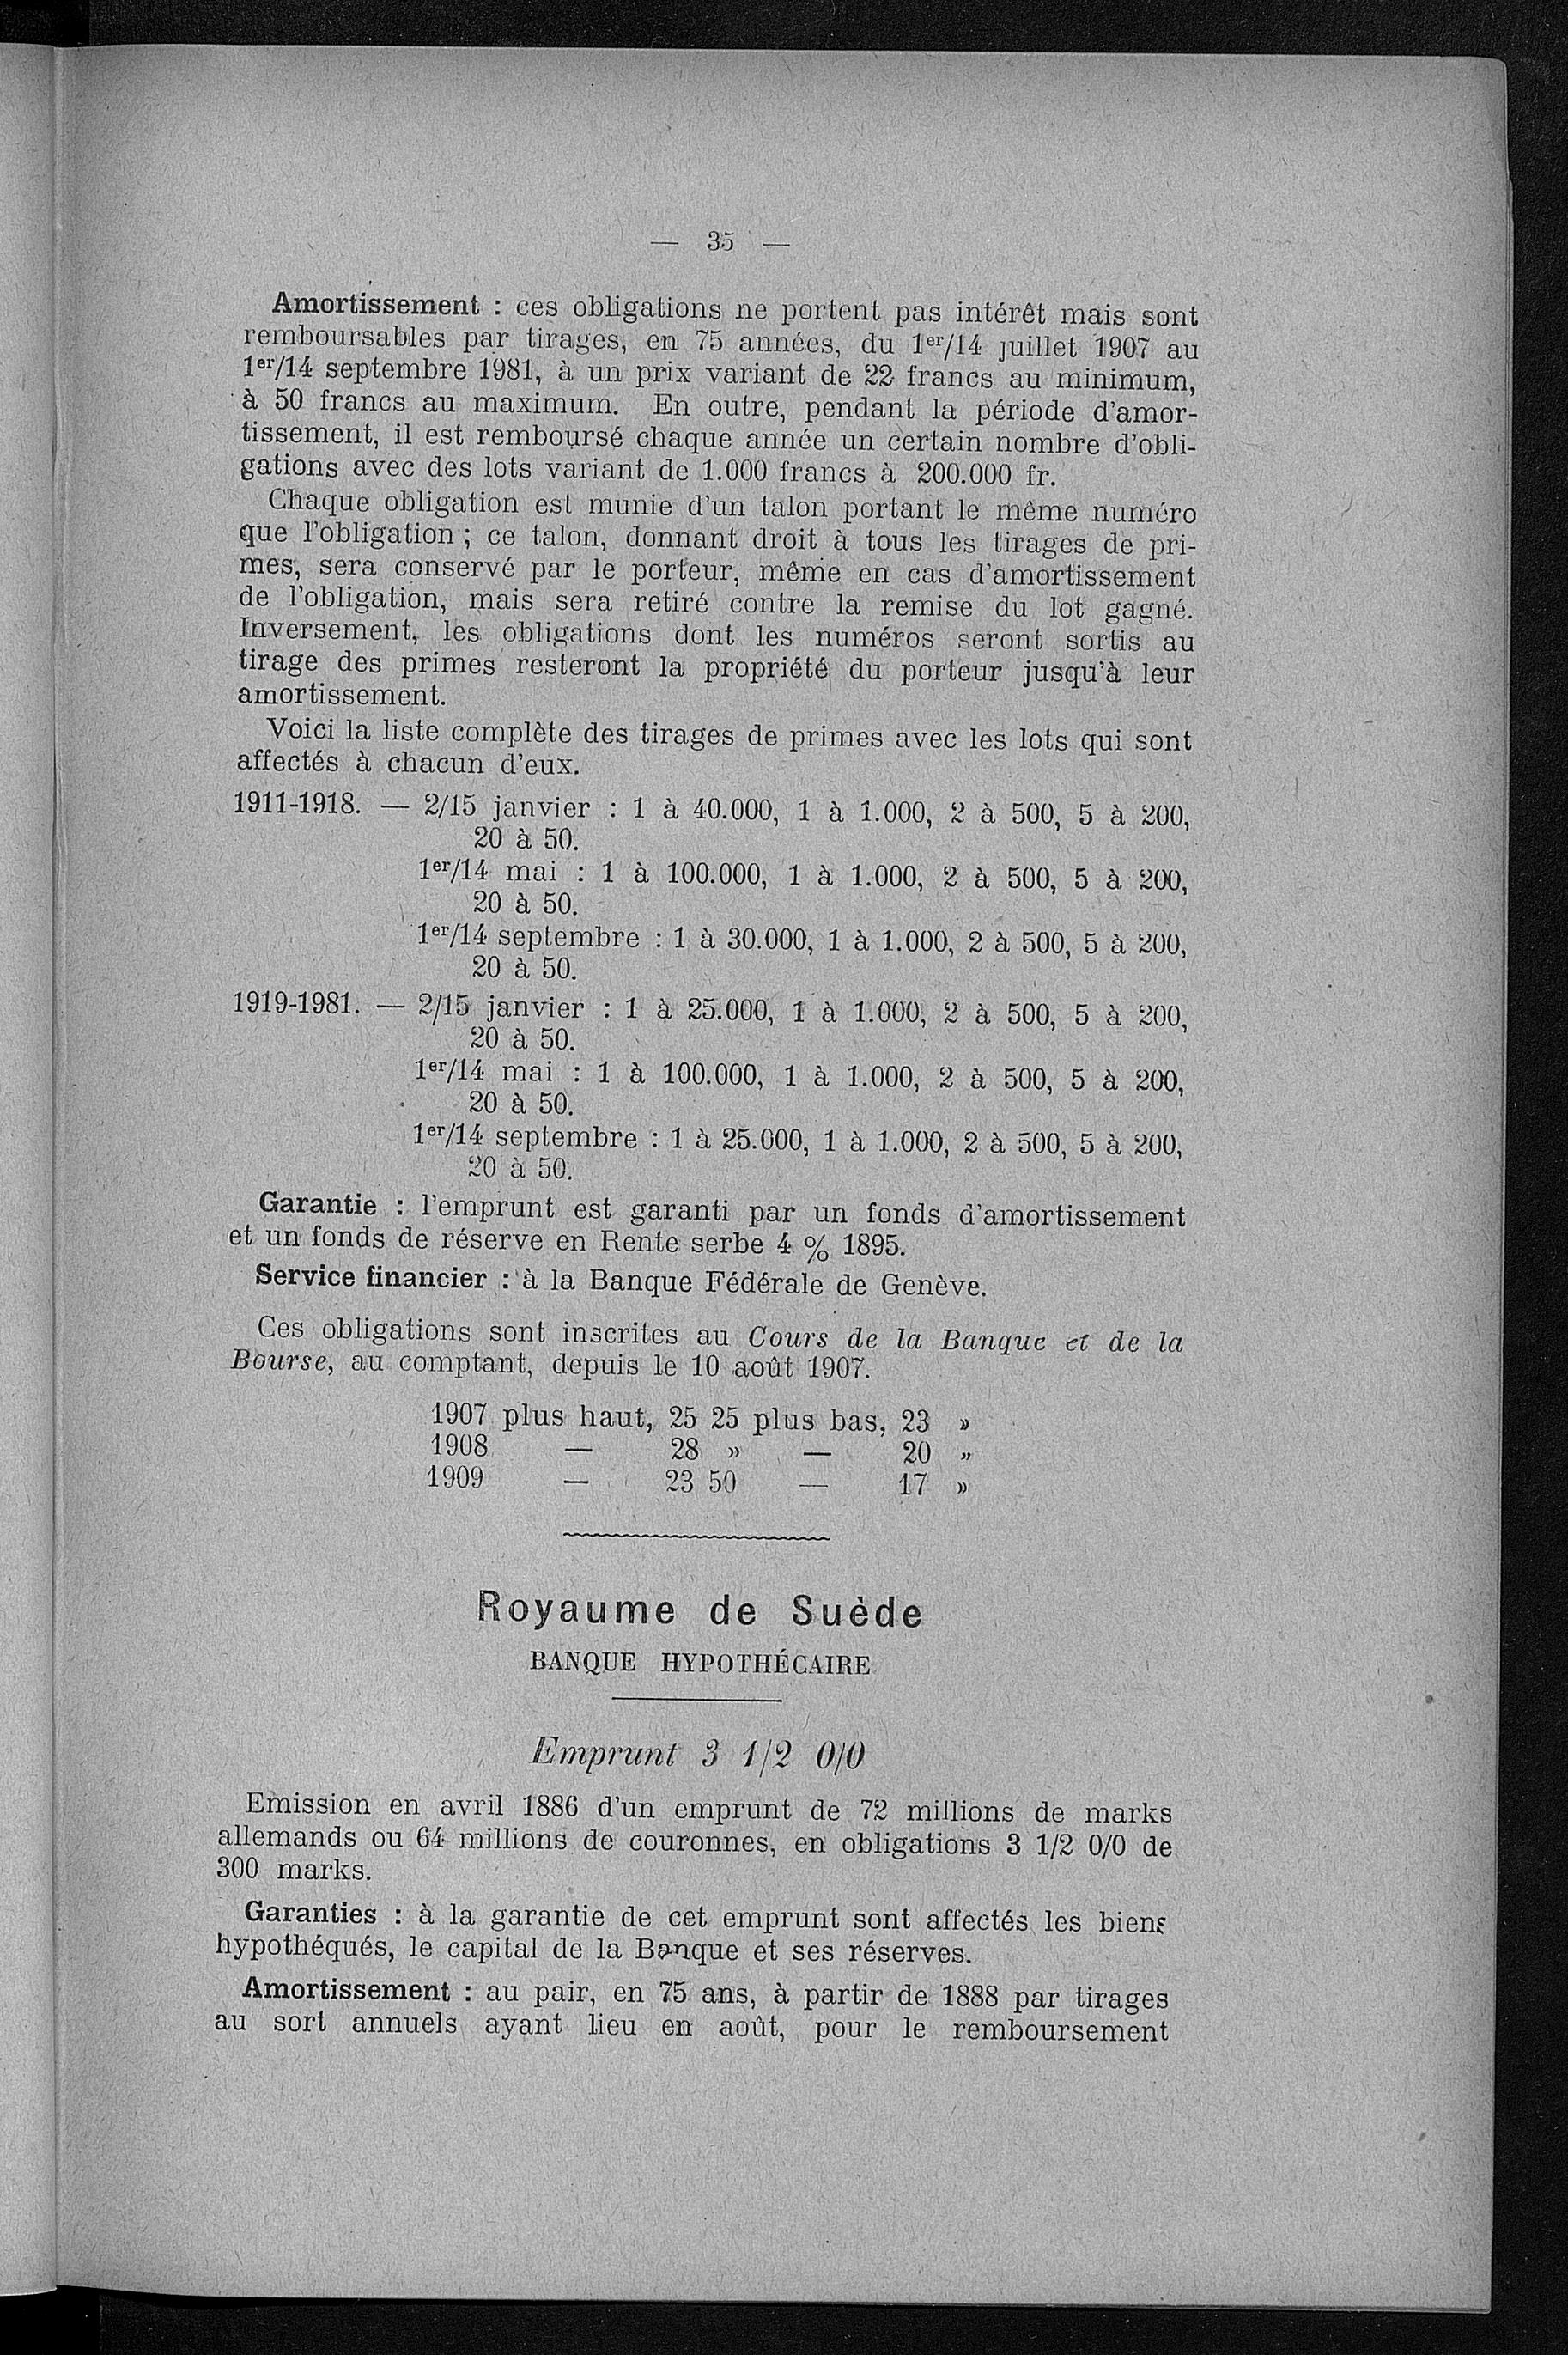 — 35 —
Amortissement : ces obligations ne portent pas intérêt mais sont
remboursables par tirages, en 75 années, du 1er/14 juillet 1907 au
1er/14 septembre 1981, à un prix variant de 22 francs au minimum,
à 50 francs au maximum. En outre, pendant la période d'amor-
tissement, il est remboursé chaque année un certain nombre d'obli-
gations avec des lots variant de 1.000 francs à 200.000 fr.
Chaque obligation est munie d'un talon portant le même numéro
que l'obligation ; ce talon, donnant droit à tous les tirages de pri-
mes, sera conservé par le porteur, même en cas d'amortissement
de l'obligation, mais sera retiré contre la remise du lot gagné.
Inversement, les obligations dont les numéros seront sortis au
tirage des primes resteront la propriété du porteur jusqu'à leur
amortissement.
Voici la liste complète des tirages de primes avec les lots qui sont
affectés à chacun d'eux.
1911-1918. — 2/15 janvier : 1 à 40.000, 1 à 1.000, 2 à 500, 5 à 200,
20 à 50.
1er/14 mai : 1 à 100.000, 1 à 1.000, 2 à 500, 5 à 200,
20 à 50.
1er/14 septembre : 1 à 30.000, 1 à 1.000, 2 à 500, 5 à 200,
20 à 50.
1919-1981. — 2/15 janvier : 1 à 25.000, 1 à 1.000, 2 à 500, 5 à 200,
20 à 50.
1er/14 mai : 1 à 100.000, 1 à 1.000, 2 à 500, 5 à 200,
20 à 50.
1er/14 septembre : 1 à 25.000, 1 à 1.000, 2 à 500, 5 à 200,
20 à 50.
Garantie : l'emprunt est garanti par un fonds d'amortissement
et un fonds de réserve en Rente serbe 4 % 1895.
Service financier : à la Banque Fédérale de Genève.
Ces obligations sont inscrites au Cours de la Banque et de la
Bourse, au comptant, depuis le 10 août 1907.
1907 plus haut, 25 25 plus bas, 23 »
1908 — 28 » — 20 »
1909 — 23 50 — 17 »
Royaume de Suède
BANQUE HYPOTHÉCAIRE
Emprunt 3 1/2 0/0
Emission en avril 1886 d'un emprunt de 72 millions de marks
allemands ou 64 millions de couronnes, en obligations 3 1/2 0/0 de
300 marks.
Garanties : à la garantie de cet emprunt sont affectés les biens
hypothéqués, le capital de la Banque et ses réserves.
Amortissement : au pair, en 75 ans, à partir de 1888 par tirages
au sort annuels ayant lieu en août, pour le remboursement